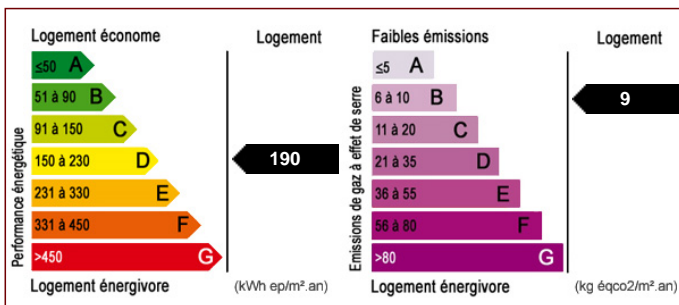 Logement économe
Logement
≤50 A
51 à 90 B
91 à 150 C
150 à 230 D
231 à 330 E
331 à 450 F
>450 G
190
Performance énergétique
Logement énergivore
(kWh ep/m².an)
Faibles émissions
Logement
≤5 A
6 à 10 B
11 à 20 C
21 à 35 D
36 à 55 E
56 à 80 F
>80 G
9
Emissions de gaz à effet de serre
Logement énergivore
(kg éqco2/m².an)